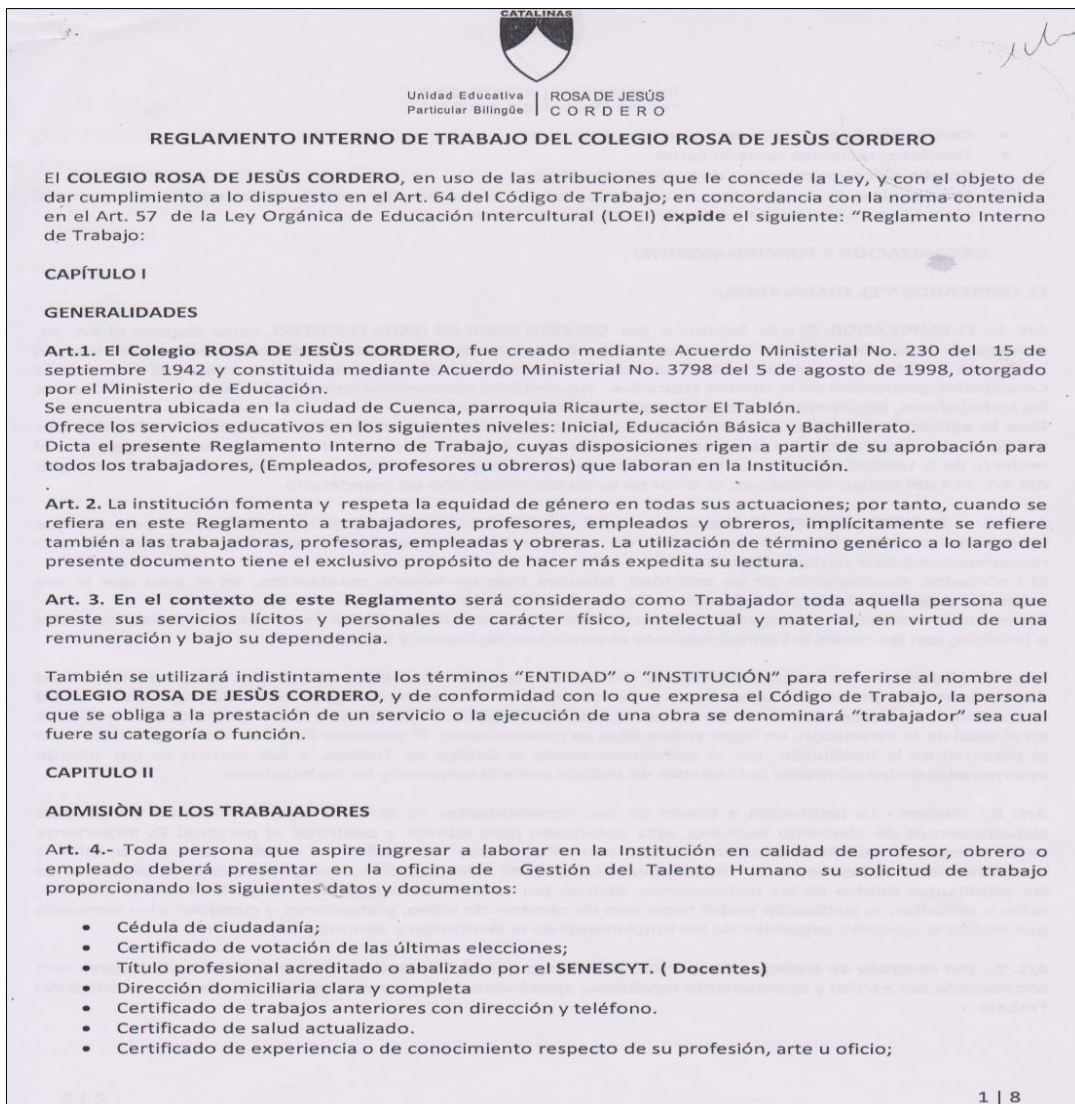 CATALINAS
Unidad Educativa
Particular Bilingüe
ROSA DE JESÚS
CORDERO
REGLAMENTO INTERNO DE TRABAJO DEL COLEGIO ROSA DE JESÙS CORDERO
El COLEGIO ROSA DE JESÙS CORDERO, en uso de las atribuciones que le concede la Ley, y con el objeto de
dar cumplimiento a lo dispuesto en el Art. 64 del Código de Trabajo; en concordancia con la norma contenida
en el Art. 57 de la Ley Orgánica de Educación Intercultural (LOEI) expide el siguiente: "Reglamento Interno
de Trabajo:
CAPÍTULO I
GENERALIDADES
Art.1. El Colegio ROSA DE JESÙS CORDERO, fue creado mediante Acuerdo Ministerial No. 230 del 15 de
septiembre 1942 y constituida mediante Acuerdo Ministerial No. 3798 del 5 de agosto de 1998, otorgado
por el Ministerio de Educación.
Se encuentra ubicada en la ciudad de Cuenca, parroquia Ricaurte, sector El Tablón.
Ofrece los servicios educativos en los siguientes niveles: Inicial, Educación Básica y Bachillerato.
Dicta el presente Reglamento Interno de Trabajo, cuyas disposiciones rigen a partir de su aprobación para
todos los trabajadores, (Empleados, profesores u obreros) que laboran en la Institución.
.
Art. 2. La institución fomenta y respeta la equidad de género en todas sus actuaciones; por tanto, cuando se
refiera en este Reglamento a trabajadores, profesores, empleados y obreros, implícitamente se refiere
también a las trabajadoras, profesoras, empleadas y obreras. La utilización de término genérico a lo largo del
presente documento tiene el exclusivo propósito de hacer más expedita su lectura.
Art. 3. En el contexto de este Reglamento será considerado como Trabajador toda aquella persona que
preste sus servicios lícitos y personales de carácter físico, intelectual y material, en virtud de una
remuneración y bajo su dependencia.
También se utilizará indistintamente los términos "ENTIDAD" o "INSTITUCIÓN" para referirse al nombre del
COLEGIO ROSA DE JESÙS CORDERO, y de conformidad con lo que expresa el Código de Trabajo, la persona
que se obliga a la prestación de un servicio o la ejecución de una obra se denominará "trabajador" sea cual
fuere su categoría o función.
CAPITULO II
ADMISIÒN DE LOS TRABAJADORES
Art. 4.- Toda persona que aspire ingresar a laborar en la Institución en calidad de profesor, obrero o
empleado deberá presentar en la oficina de Gestión del Talento Humano su solicitud de trabajo
proporcionando los siguientes datos y documentos:
• Cédula de ciudadanía;
• Certificado de votación de las últimas elecciones;
• Título profesional acreditado o abalizado por el SENESCYT. ( Docentes)
• Dirección domiciliaria clara y completa
• Certificado de trabajos anteriores con dirección y teléfono.
• Certificado de salud actualizado.
• Certificado de experiencia o de conocimiento respecto de su profesión, arte u oficio;
1 | 8